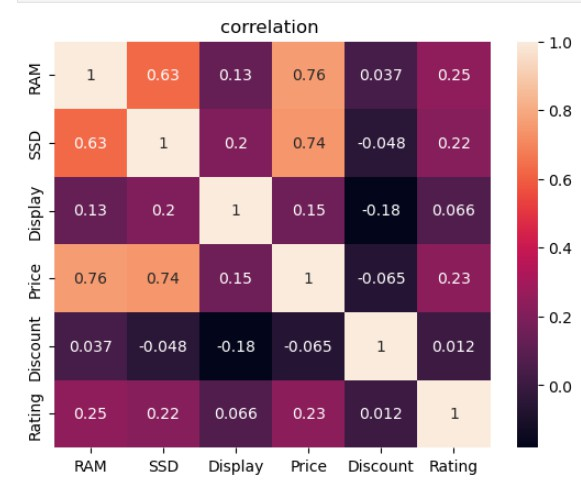 correlation
RAM 1 0.63 0.13 0.76 0.037 0.25
SSD 0.63 1 0.2 0.74 -0.048 0.22
Display 0.13 0.2 1 0.15 -0.18 0.066
Price 0.76 0.74 0.15 1 -0.065 0.23
Discount 0.037 -0.048 -0.18 -0.065 1 0.012
Rating 0.25 0.22 0.066 0.23 0.012 1
RAM SSD Display Price Discount Rating
1.0
0.8
0.6
0.4
0.2
0.0